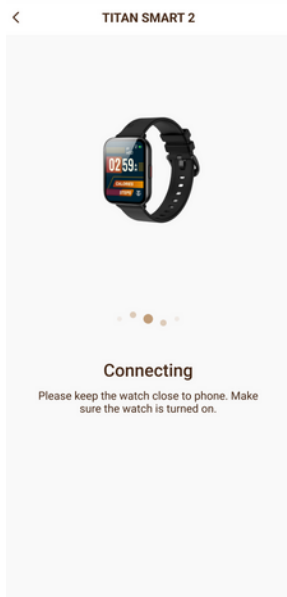 TITAN SMART 2
02 59:
Connecting
Please keep the watch close to phone. Make
sure the watch is turned on.